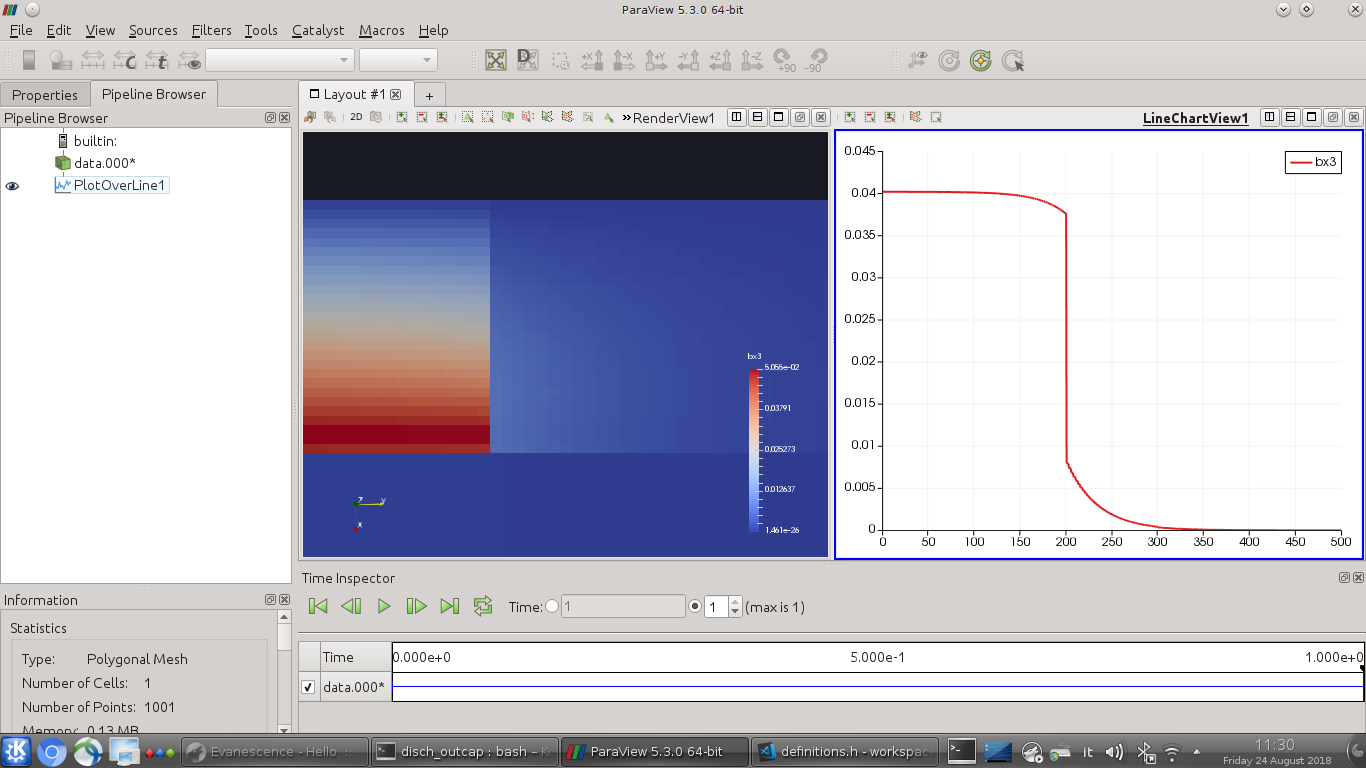 ParaView 5.3.0 64-bit
File Edit View Sources Filters Tools Catalyst Macros Help
D +90 -90
C t +X -X +Y -Y +Z -Z
Properties Pipeline Browser Layout #1 +
Pipeline Browser 2D »RenderView1 LineChartView1
builtin:
data.000*
PlotOverLine1
bx3
5.055e-02
0.03791
0.025273
0.012637
1.461e-26
Z Y
X
bx3
0.045
0.04
0.035
0.03
0.025
0.02
0.015
0.01
0.005
0
0 50 100 150 200 250 300 350 400 450 500
Time Inspector
Time: 1 1 (max is 1)
Time 0.000e+0 5.000e-1 1.000e+0
data.000*
Information
Statistics
Type: Polygonal Mesh
Number of Cells: 1
Number of Points: 1001
Memory: 0.13 MB
Evanescence - Hello :: disch_outcap : bash – K ParaView 5.3.0 64-bit definitions.h - workspac it 11:30
Friday 24 August 2018